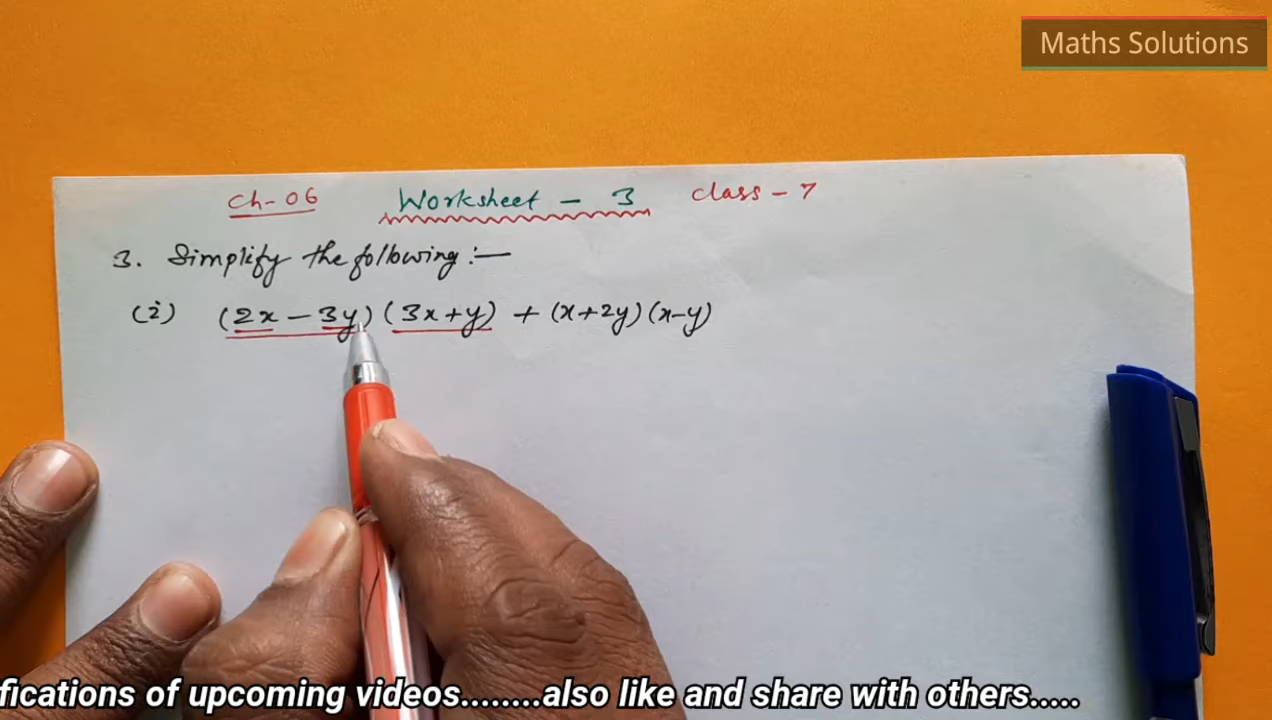 Maths Solutions
Ch-06 Worksheet - 3 Class - 7
3. Simplify the following :—
(i) (2x - 3y) (3x+y) + (x+2y) (x-y)
fications of upcoming videos........also like and share with others.....